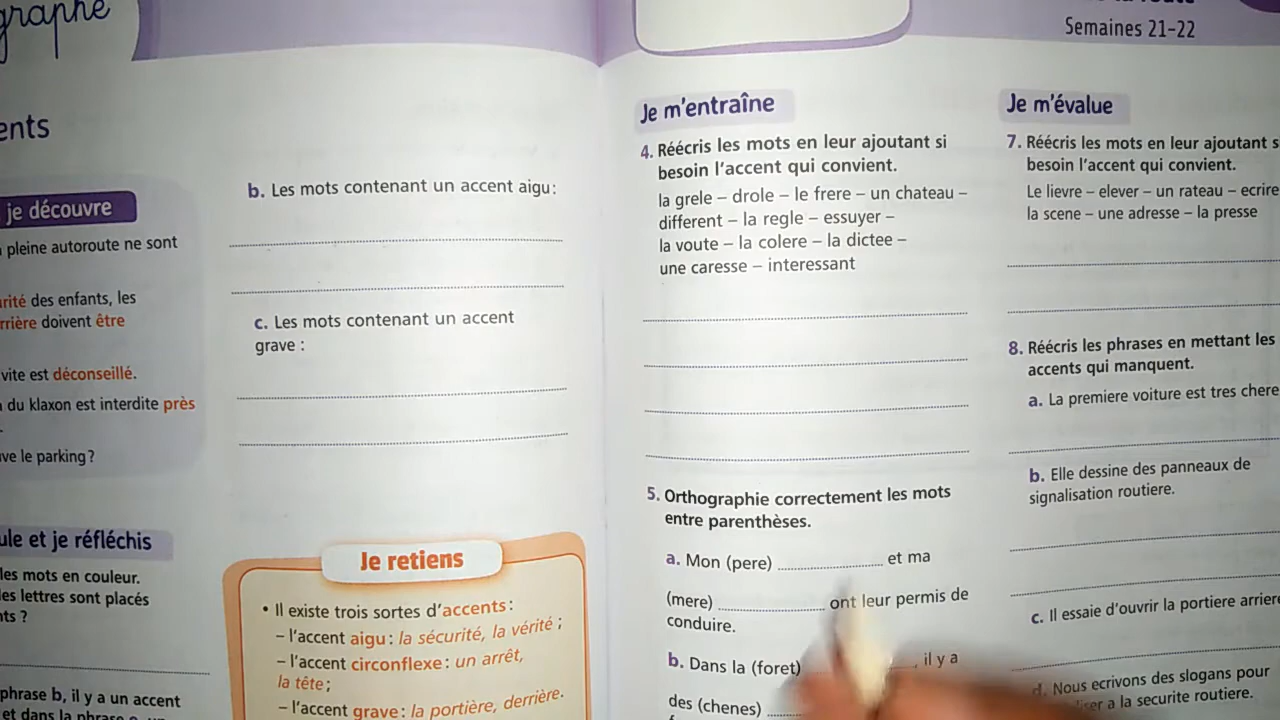 graphe
Semaines 21-22
ents
je découvre
pleine autoroute ne sont
rité des enfants, les
rrière doivent être
vite est déconseillé.
du klaxon est interdite près
ve le parking ?
ule et je réfléchis
les mots en couleur.
es lettres sont placés
nts ?
phrase b, il y a un accent
b. Les mots contenant un accent aigu :
c. Les mots contenant un accent
grave :
Je retiens
• Il existe trois sortes d'accents :
– l'accent aigu : la sécurité, la vérité ;
– l'accent circonflexe : un arrêt,
la tête ;
– l'accent grave : la portière, derrière.
Je m'entraîne
4. Réécris les mots en leur ajoutant si
besoin l'accent qui convient.
la grele – drole – le frere – un chateau –
different – la regle – essuyer –
la voute – la colere – la dictee –
une caresse – interessant
5. Orthographie correctement les mots
entre parenthèses.
a. Mon (pere) et ma
(mere) ont leur permis de
conduire.
b. Dans la (foret) , il y a
des (chenes)
Je m'évalue
7. Réécris les mots en leur ajoutant s
besoin l'accent qui convient.
Le lievre – elever – un rateau – ecrire
la scene – une adresse – la presse
8. Réécris les phrases en mettant les
accents qui manquent.
a. La premiere voiture est tres chere
b. Elle dessine des panneaux de
signalisation routiere.
c. Il essaie d'ouvrir la portiere arriere
d. Nous ecrivons des slogans pour
liser a la securite routiere.